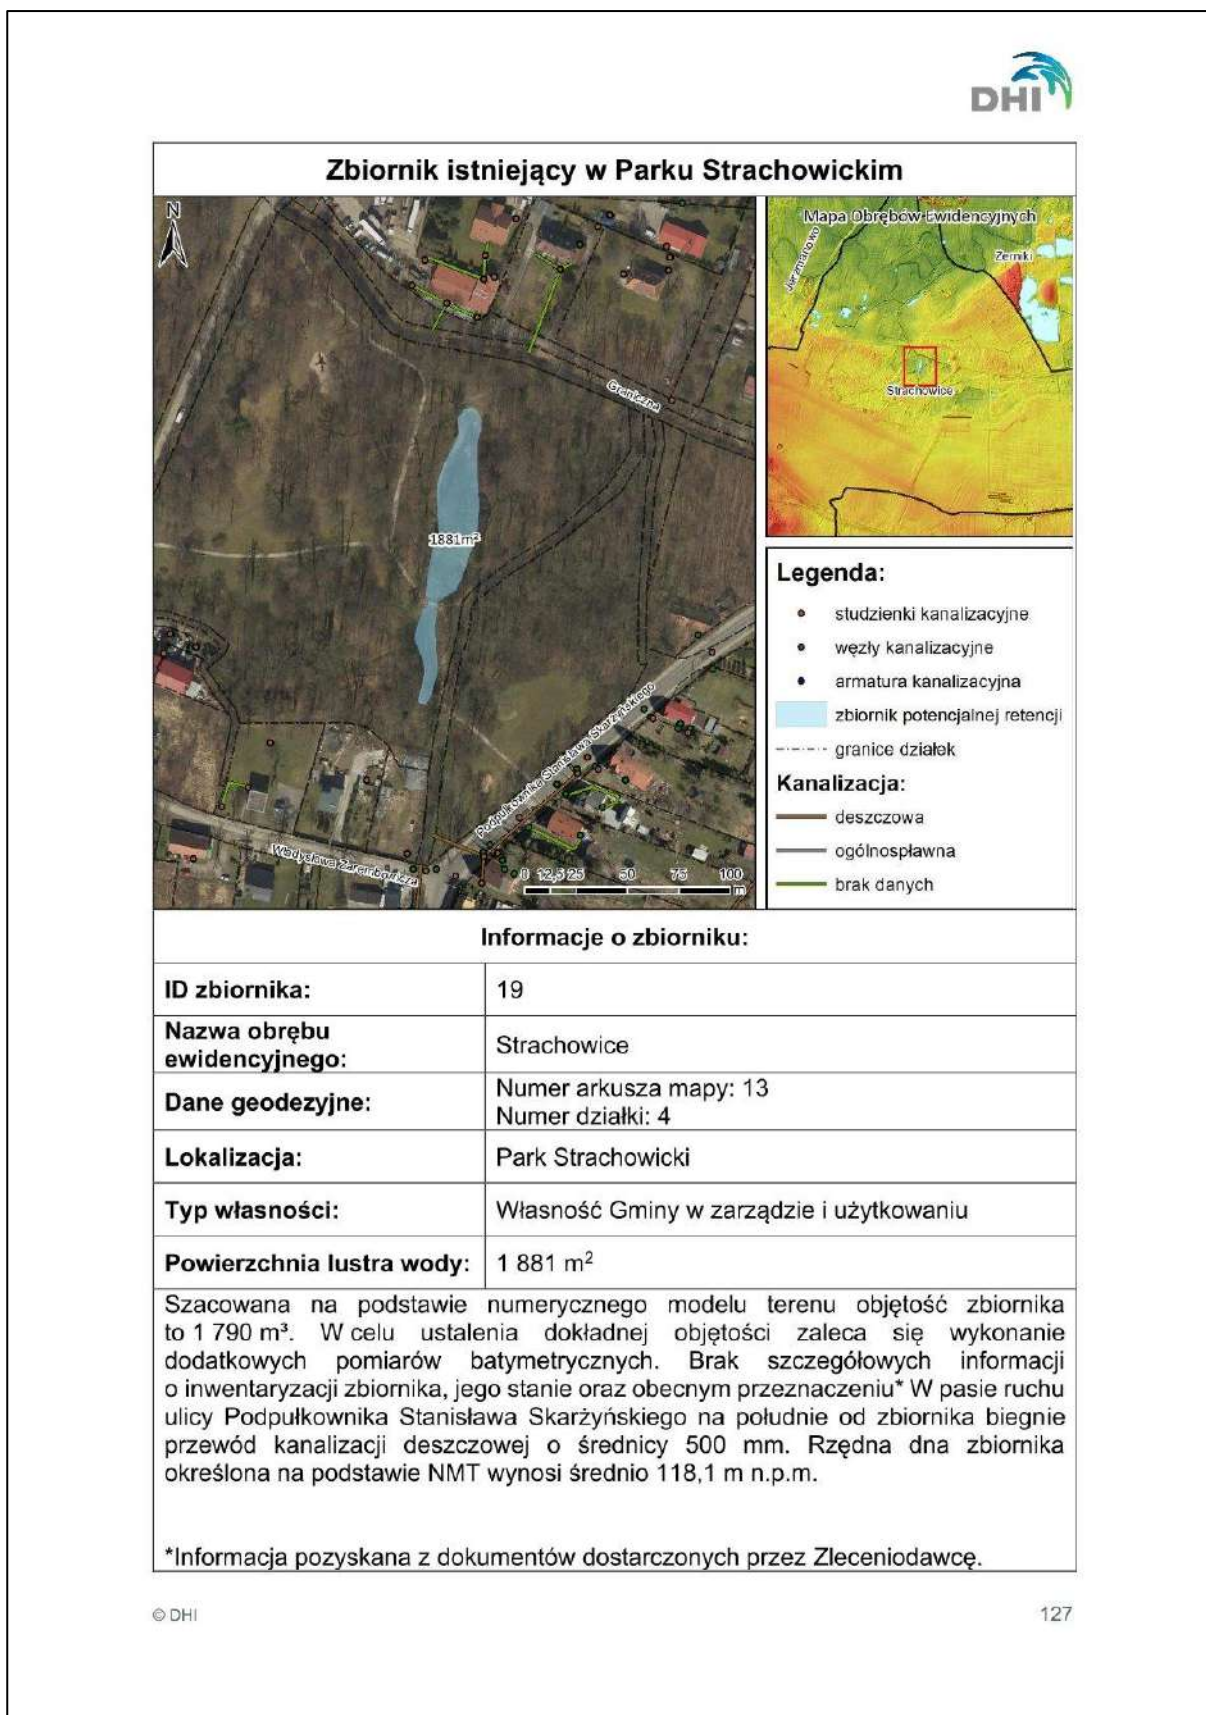 DHI
Zbiornik istniejący w Parku Strachowickim
N
Mapa Obrębów Ewidencyjnych
Jarzmanowo
Żerniki
Strachowice
Graniczna
1881m²
Podpułkownika Stanisława Skarżyńskiego
Władysława Zarembowicza
0 12,5 25 50 75 100
m
Legenda:
studzienki kanalizacyjne
węzły kanalizacyjne
armatura kanalizacyjna
zbiornik potencjalnej retencji
granice działek
Kanalizacja:
deszczowa
ogólnospławna
brak danych
Informacje o zbiorniku:
ID zbiornika: 19
Nazwa obrębu
ewidencyjnego: Strachowice
Dane geodezyjne: Numer arkusza mapy: 13
Numer działki: 4
Lokalizacja: Park Strachowicki
Typ własności: Własność Gminy w zarządzie i użytkowaniu
Powierzchnia lustra wody: 1 881 m²
Szacowana na podstawie numerycznego modelu terenu objętość zbiornika
to 1 790 m³. W celu ustalenia dokładnej objętości zaleca się wykonanie
dodatkowych pomiarów batymetrycznych. Brak szczegółowych informacji
o inwentaryzacji zbiornika, jego stanie oraz obecnym przeznaczeniu* W pasie ruchu
ulicy Podpułkownika Stanisława Skarżyńskiego na południe od zbiornika biegnie
przewód kanalizacji deszczowej o średnicy 500 mm. Rzędna dna zbiornika
określona na podstawie NMT wynosi średnio 118,1 m n.p.m.
*Informacja pozyskana z dokumentów dostarczonych przez Zleceniodawcę.
© DHI
127